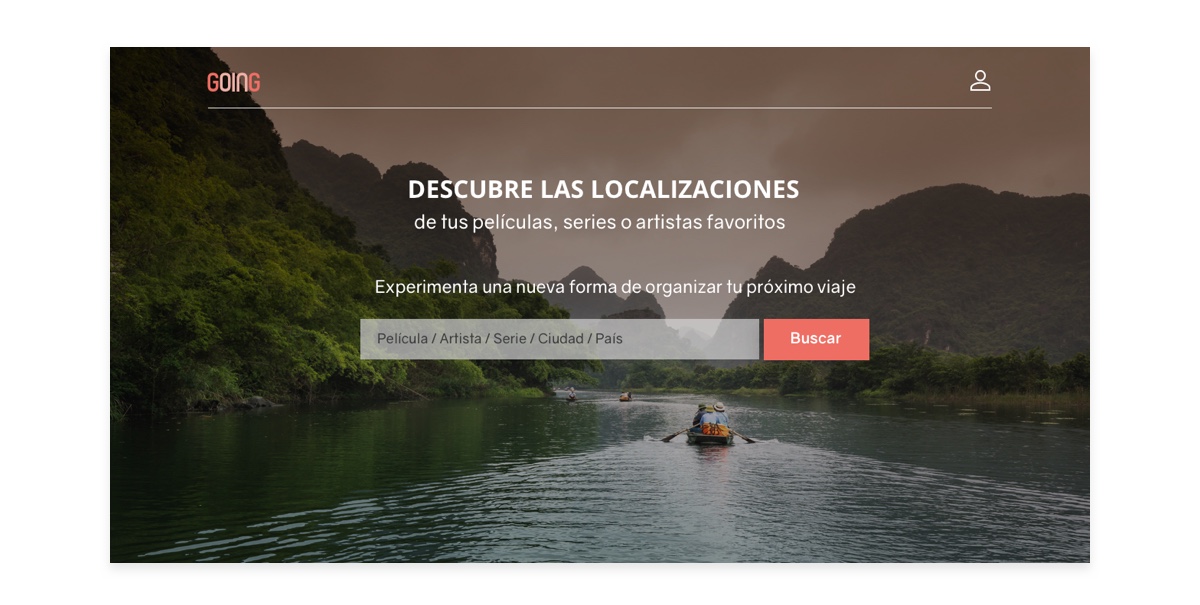 GOING
DESCUBRE LAS LOCALIZACIONES
de tus películas, series o artistas favoritos
Experimenta una nueva forma de organizar tu próximo viaje
Película / Artista / Serie / Ciudad / País
Buscar